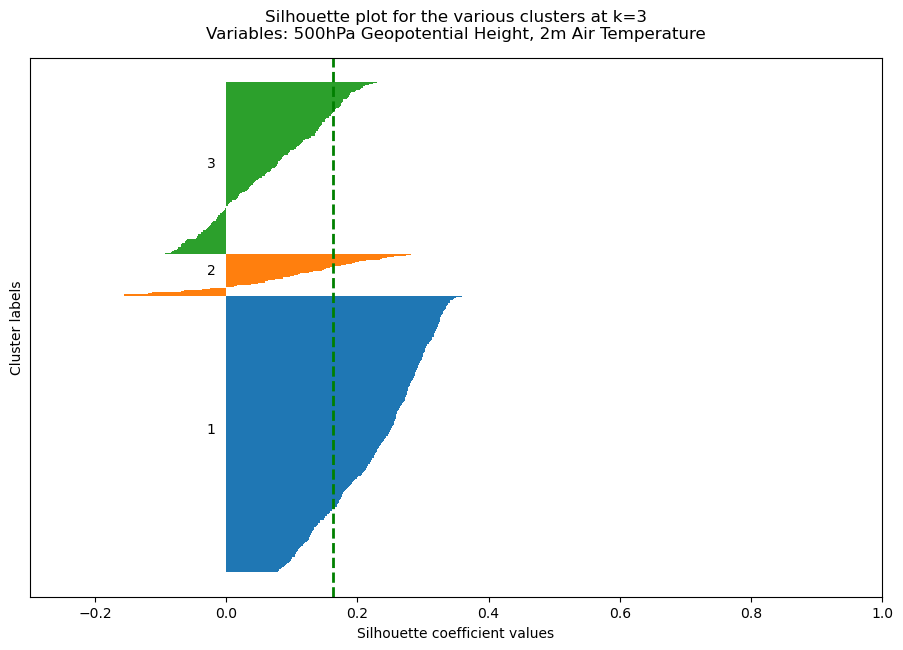 Silhouette plot for the various clusters at k=3
Variables: 500hPa Geopotential Height, 2m Air Temperature
Cluster labels
3
2
1
−0.2
0.0
0.2
0.4
0.6
0.8
1.0
Silhouette coefficient values